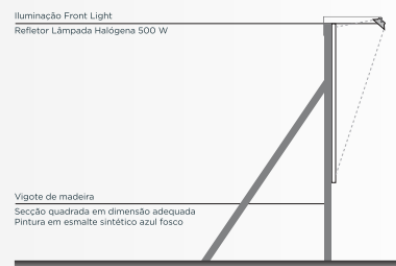 Iluminação Front Light
Refletor Lâmpada Halógena 500 W
Vigote de madeira
Secção quadrada em dimensão adequada
Pintura em esmalte sintético azul fosco